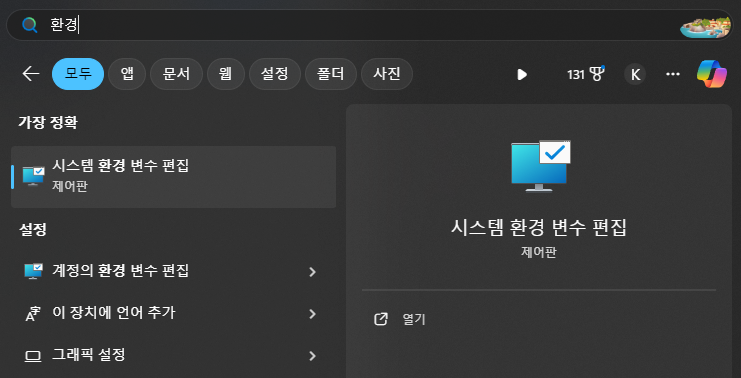 환경
모두 앱 문서 웹 설정 폴더 사진 131 K
가장 정확
시스템 환경 변수 편집
제어판
설정
계정의 환경 변수 편집
이 장치에 언어 추가
그래픽 설정
시스템 환경 변수 편집
제어판
열기